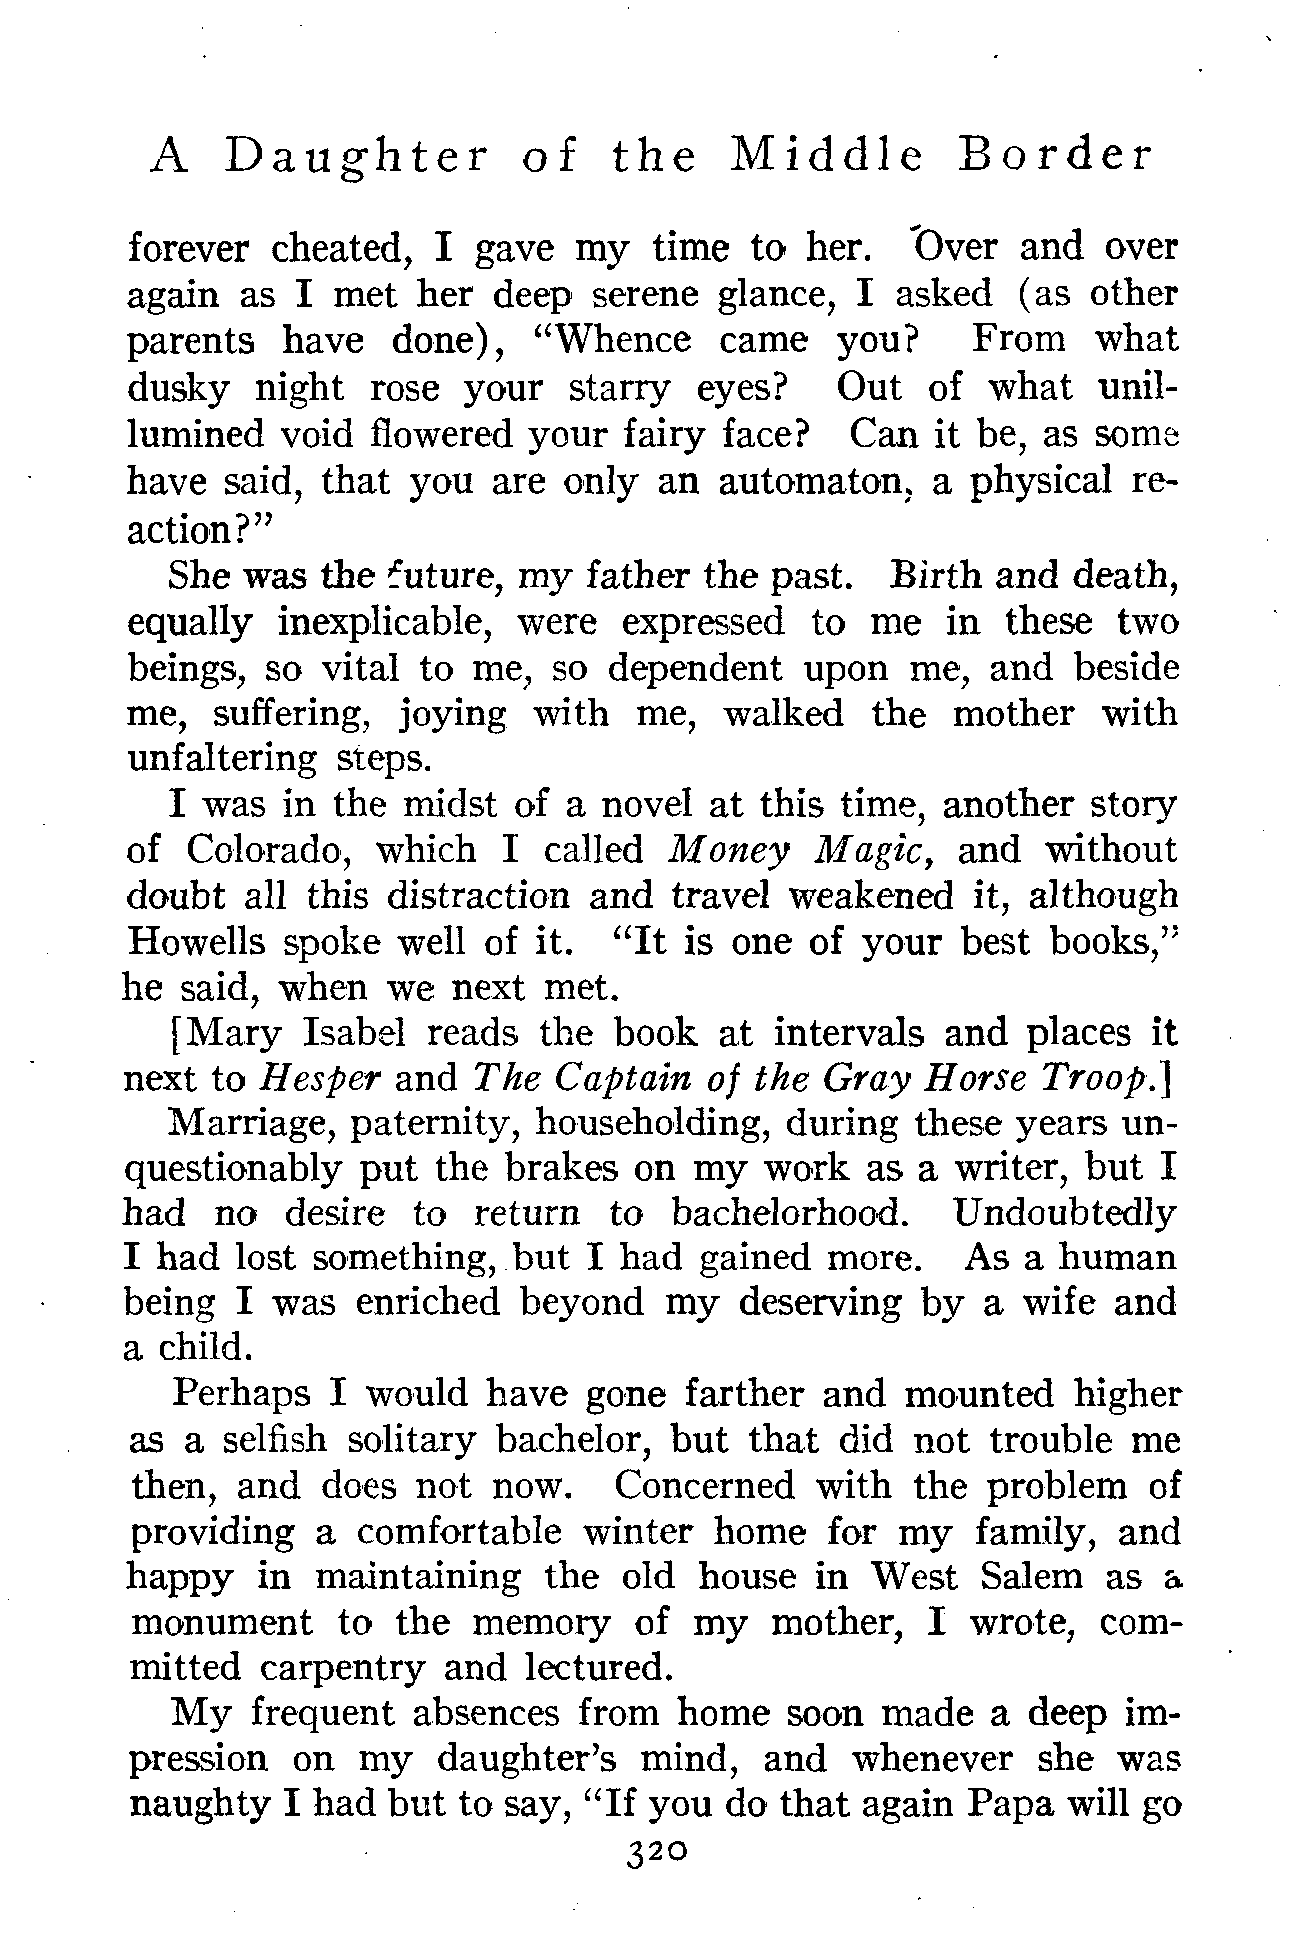 A Daughter of the Middle Border
forever cheated, I gave my time to her. Over and over
again as I met her deep serene glance, I asked (as other
parents have done), “Whence came you? From what
dusky night rose your starry eyes? Out of what unil-
lumined void flowered your fairy face? Can it be, as some
have said, that you are only an automaton, a physical re-
action?”
She was the future, my father the past. Birth and death,
equally inexplicable, were expressed to me in these two
beings, so vital to me, so dependent upon me, and beside
me, suffering, joying with me, walked the mother with
unfaltering steps.
I was in the midst of a novel at this time, another story
of Colorado, which I called Money Magic, and without
doubt all this distraction and travel weakened it, although
Howells spoke well of it. “It is one of your best books,”
he said, when we next met.
[Mary Isabel reads the book at intervals and places it
next to Hesper and The Captain of the Gray Horse Troop.]
Marriage, paternity, householding, during these years un-
questionably put the brakes on my work as a writer, but I
had no desire to return to bachelorhood. Undoubtedly
I had lost something, but I had gained more. As a human
being I was enriched beyond my deserving by a wife and
a child.
Perhaps I would have gone farther and mounted higher
as a selfish solitary bachelor, but that did not trouble me
then, and does not now. Concerned with the problem of
providing a comfortable winter home for my family, and
happy in maintaining the old house in West Salem as a
monument to the memory of my mother, I wrote, com-
mitted carpentry and lectured.
My frequent absences from home soon made a deep im-
pression on my daughter’s mind, and whenever she was
naughty I had but to say, “If you do that again Papa will go
320